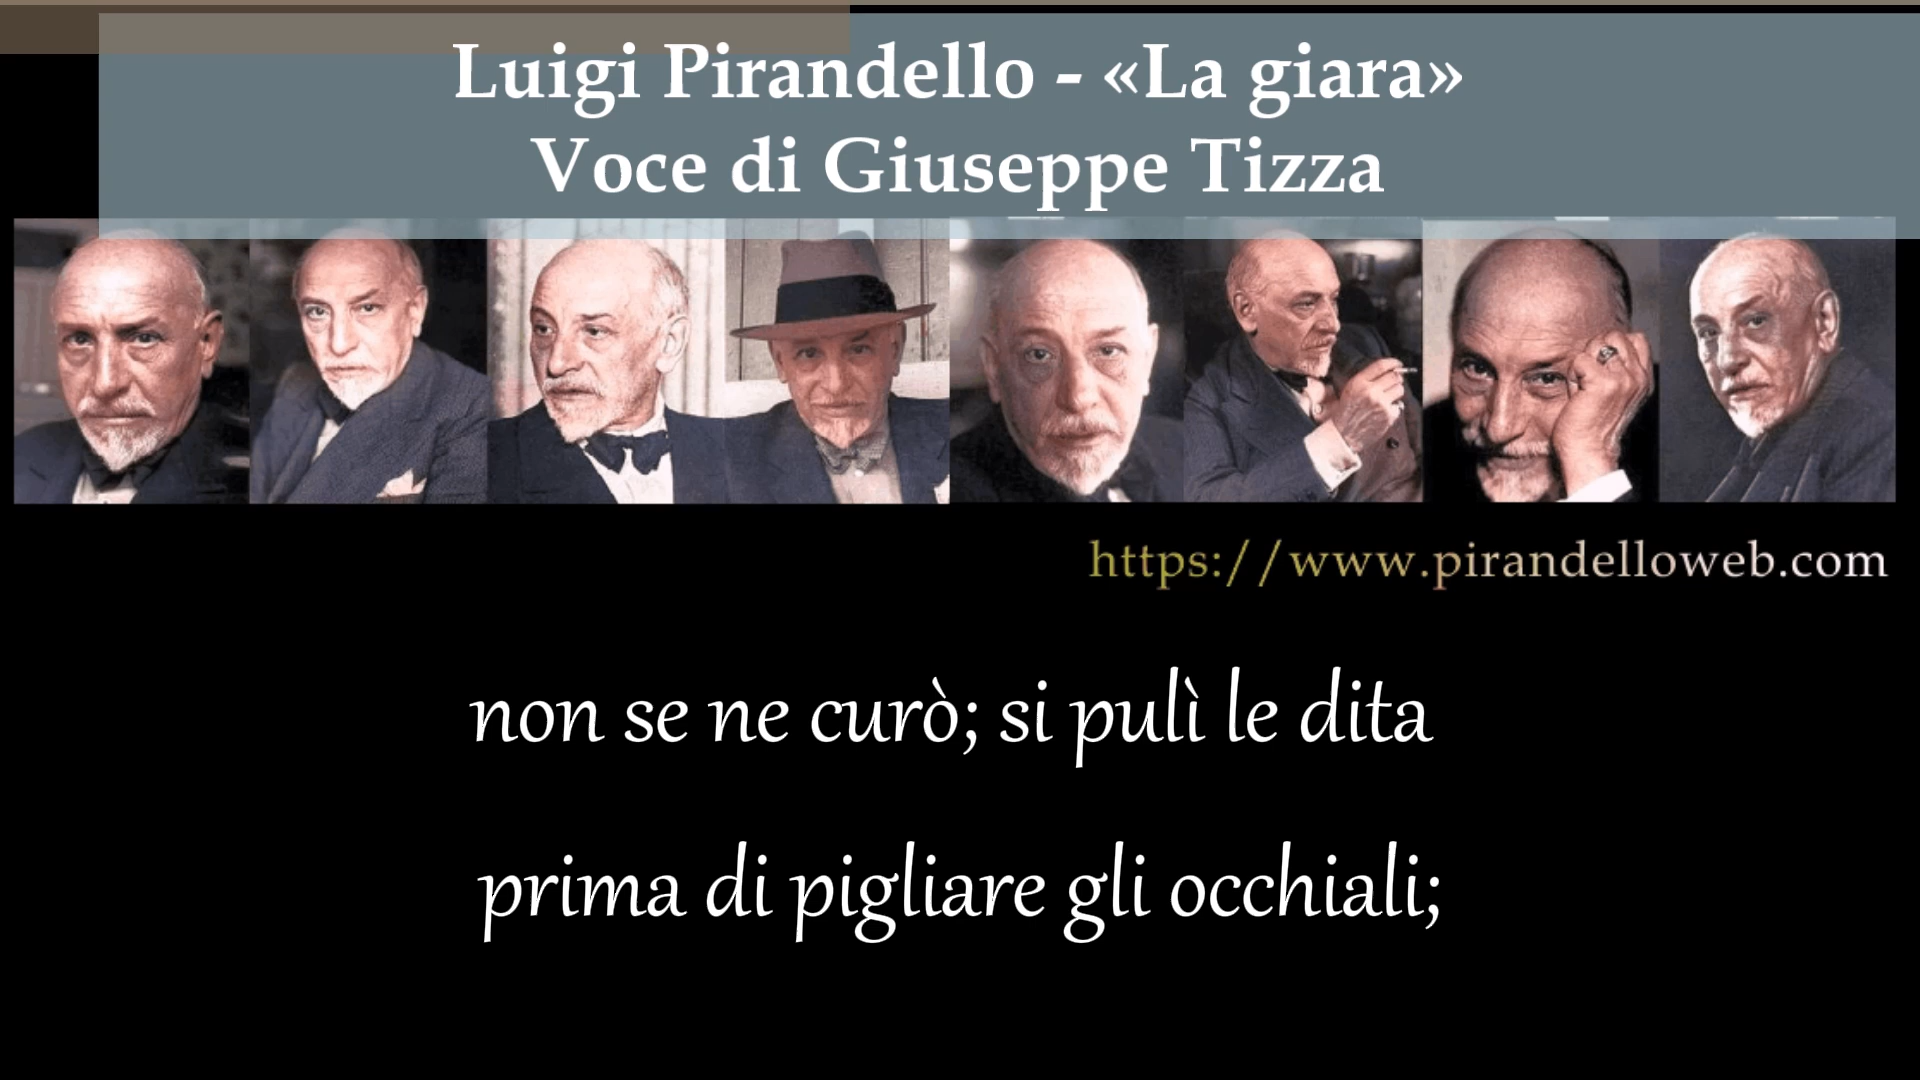 Luigi Pirandello - «La giara»
Voce di Giuseppe Tizza
https://www.pirandelloweb.com
non se ne curò; si pulì le dita
prima di pigliare gli occhiali;